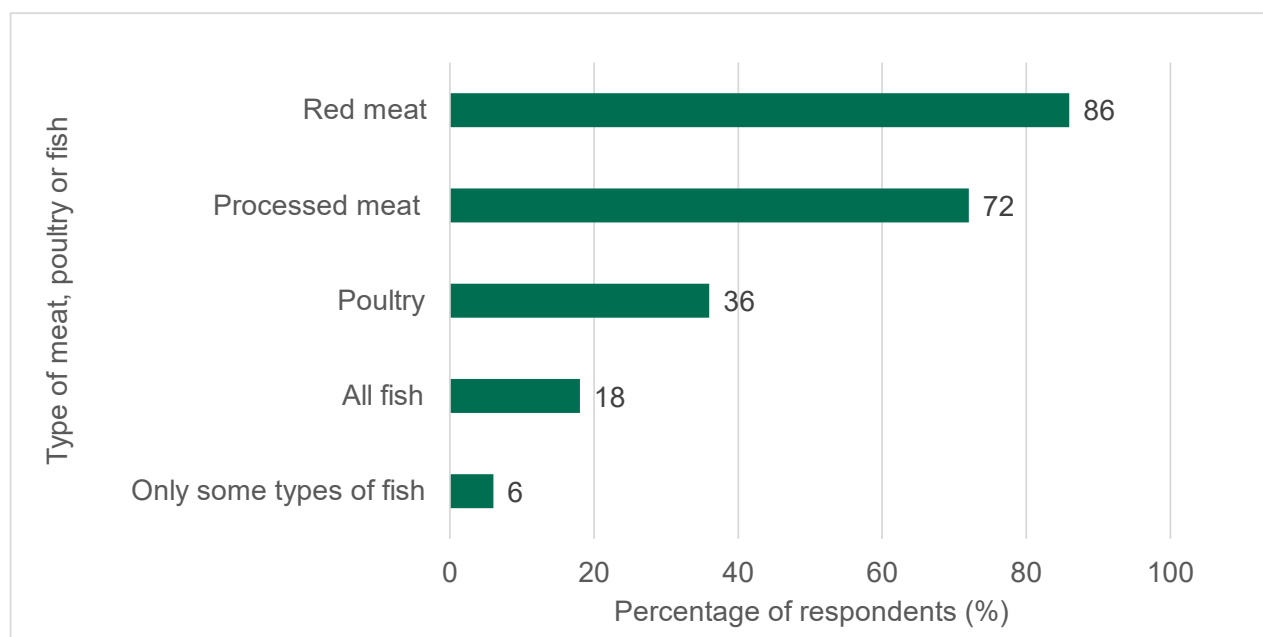 Type of meat, poultry or fish
Red meat
86
Processed meat
72
Poultry
36
All fish
18
Only some types of fish
6
0 20 40 60 80 100
Percentage of respondents (%)